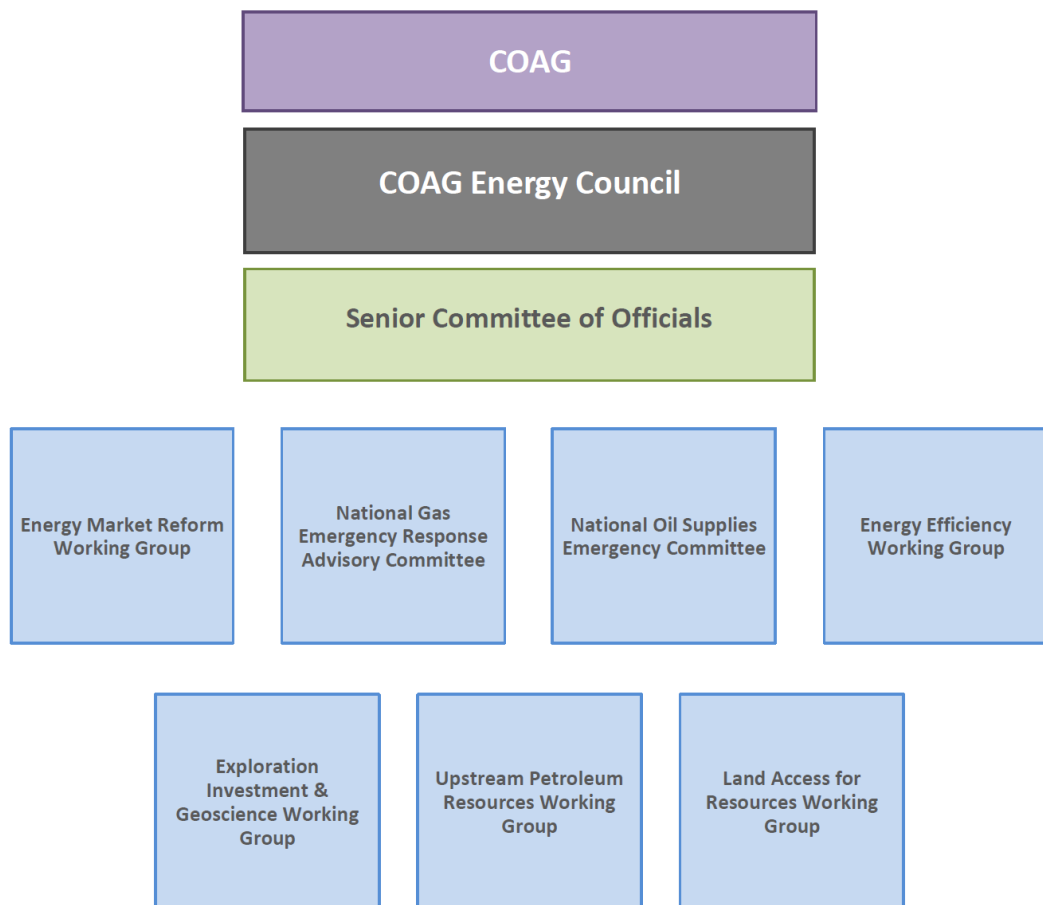 COAG
COAG Energy Council
Senior Committee of Officials
Energy Market Reform
Working Group
National Gas
Emergency Response
Advisory Committee
National Oil Supplies
Emergency Committee
Energy Efficiency
Working Group
Exploration
Investment &
Geoscience Working
Group
Upstream Petroleum
Resources Working
Group
Land Access for
Resources Working
Group